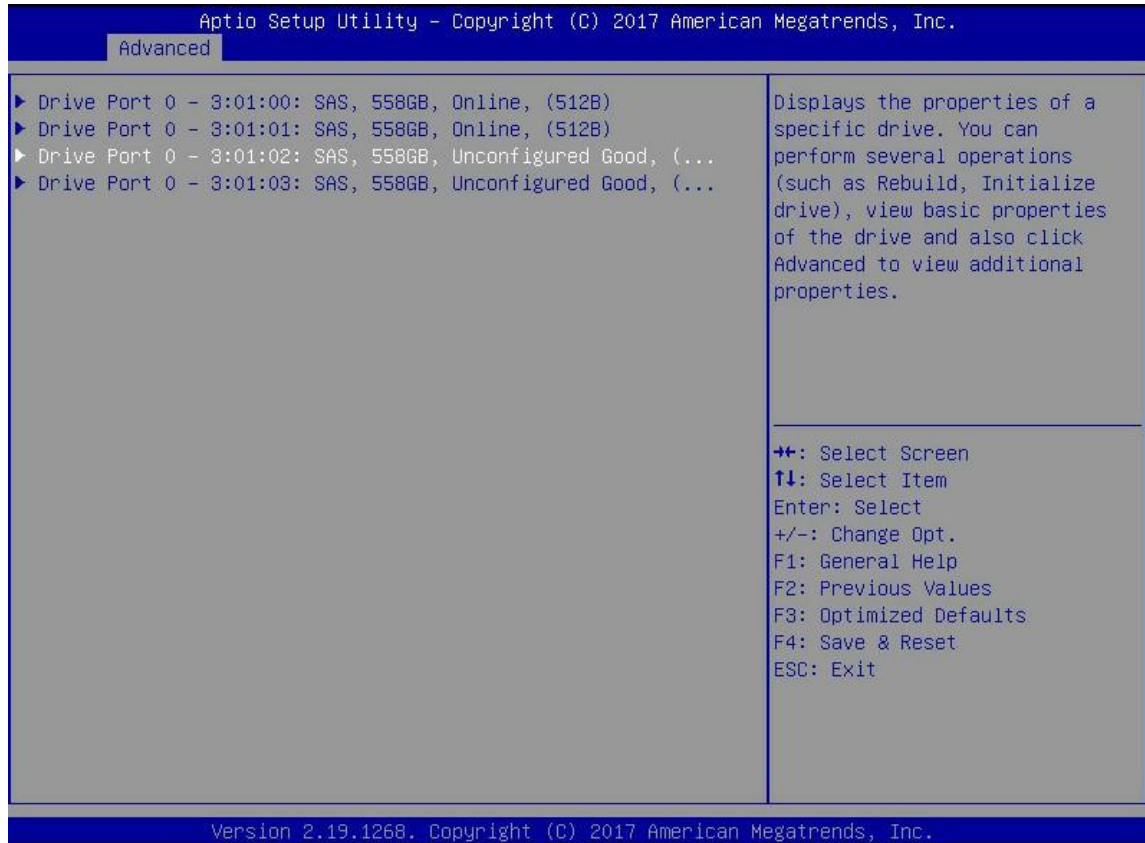 Aptio Setup Utility – Copyright (C) 2017 American Megatrends, Inc.
Advanced
▶ Drive Port 0 – 3:01:00: SAS, 558GB, Online, (512B)
▶ Drive Port 0 – 3:01:01: SAS, 558GB, Online, (512B)
▶ Drive Port 0 – 3:01:02: SAS, 558GB, Unconfigured Good, (...
▶ Drive Port 0 – 3:01:03: SAS, 558GB, Unconfigured Good, (...
Displays the properties of a
specific drive. You can
perform several operations
(such as Rebuild, Initialize
drive), view basic properties
of the drive and also click
Advanced to view additional
properties.
→←: Select Screen
↑↓: Select Item
Enter: Select
+/-: Change Opt.
F1: General Help
F2: Previous Values
F3: Optimized Defaults
F4: Save & Reset
ESC: Exit
Version 2.19.1268. Copyright (C) 2017 American Megatrends, Inc.